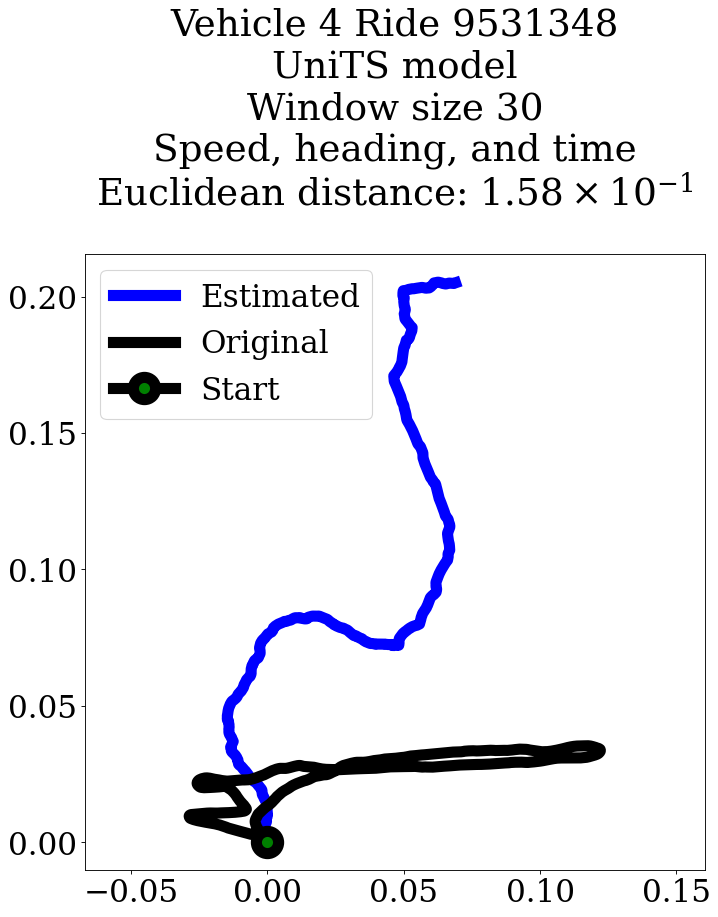 Vehicle 4 Ride 9531348
UniTS model
Window size 30
Speed, heading, and time
Euclidean distance: 1.58 × 10⁻¹
Estimated
Original
Start
0.20
0.15
0.10
0.05
0.00
−0.05 0.00 0.05 0.10 0.15